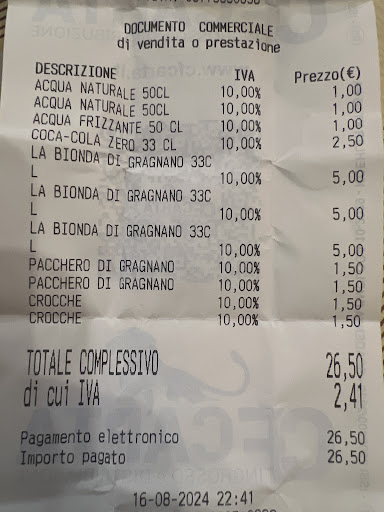 DOCUMENTO COMMERCIALE
di vendita o prestazione
DESCRIZIONE IVA Prezzo(€)
ACQUA NATURALE 50CL 10,00% 1,00
ACQUA NATURALE 50CL 10,00% 1,00
ACQUA FRIZZANTE 50 CL 10,00% 1,00
COCA-COLA ZERO 33 CL 10,00% 2,50
LA BIONDA DI GRAGNANO 33C
L 10,00% 5,00
LA BIONDA DI GRAGNANO 33C
L 10,00% 5,00
LA BIONDA DI GRAGNANO 33C
L 10,00% 5,00
PACCHERO DI GRAGNANO 10,00% 1,50
PACCHERO DI GRAGNANO 10,00% 1,50
CROCCHE 10,00% 1,50
CROCCHE 10,00% 1,50
TOTALE COMPLESSIVO 26,50
di cui IVA 2,41
Pagamento elettronico 26,50
Importo pagato 26,50
16-08-2024 22:41